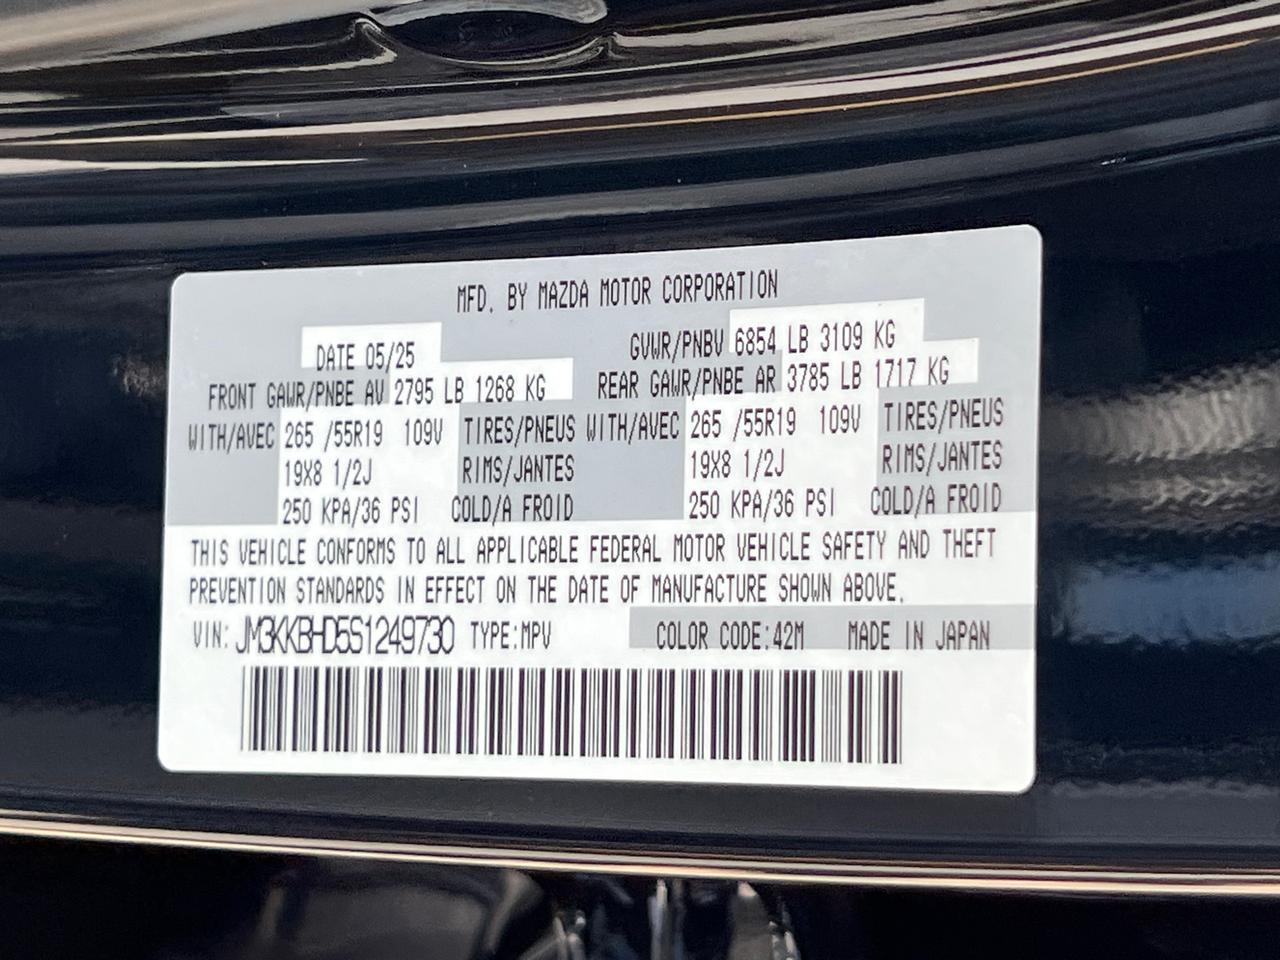 MFD. BY MAZDA MOTOR CORPORATION
DATE 05/25 GVWR/PNBV 6854 LB 3109 KG
FRONT GAWR/PNBE AV 2795 LB 1268 KG REAR GAWR/PNBE AR 3785 LB 1717 KG
WITH/AVEC 265 /55R19 109V TIRES/PNEUS WITH/AVEC 265 /55R19 109V TIRES/PNEUS
19X8 1/2J RIMS/JANTES 19X8 1/2J RIMS/JANTES
250 KPA/36 PSI COLD/A FROID 250 KPA/36 PSI COLD/A FROID
THIS VEHICLE CONFORMS TO ALL APPLICABLE FEDERAL MOTOR VEHICLE SAFETY AND THEFT
PREVENTION STANDARDS IN EFFECT ON THE DATE OF MANUFACTURE SHOWN ABOVE.
VIN: JM3KKBHD5S1249730 TYPE:MPV COLOR CODE:42M MADE IN JAPAN